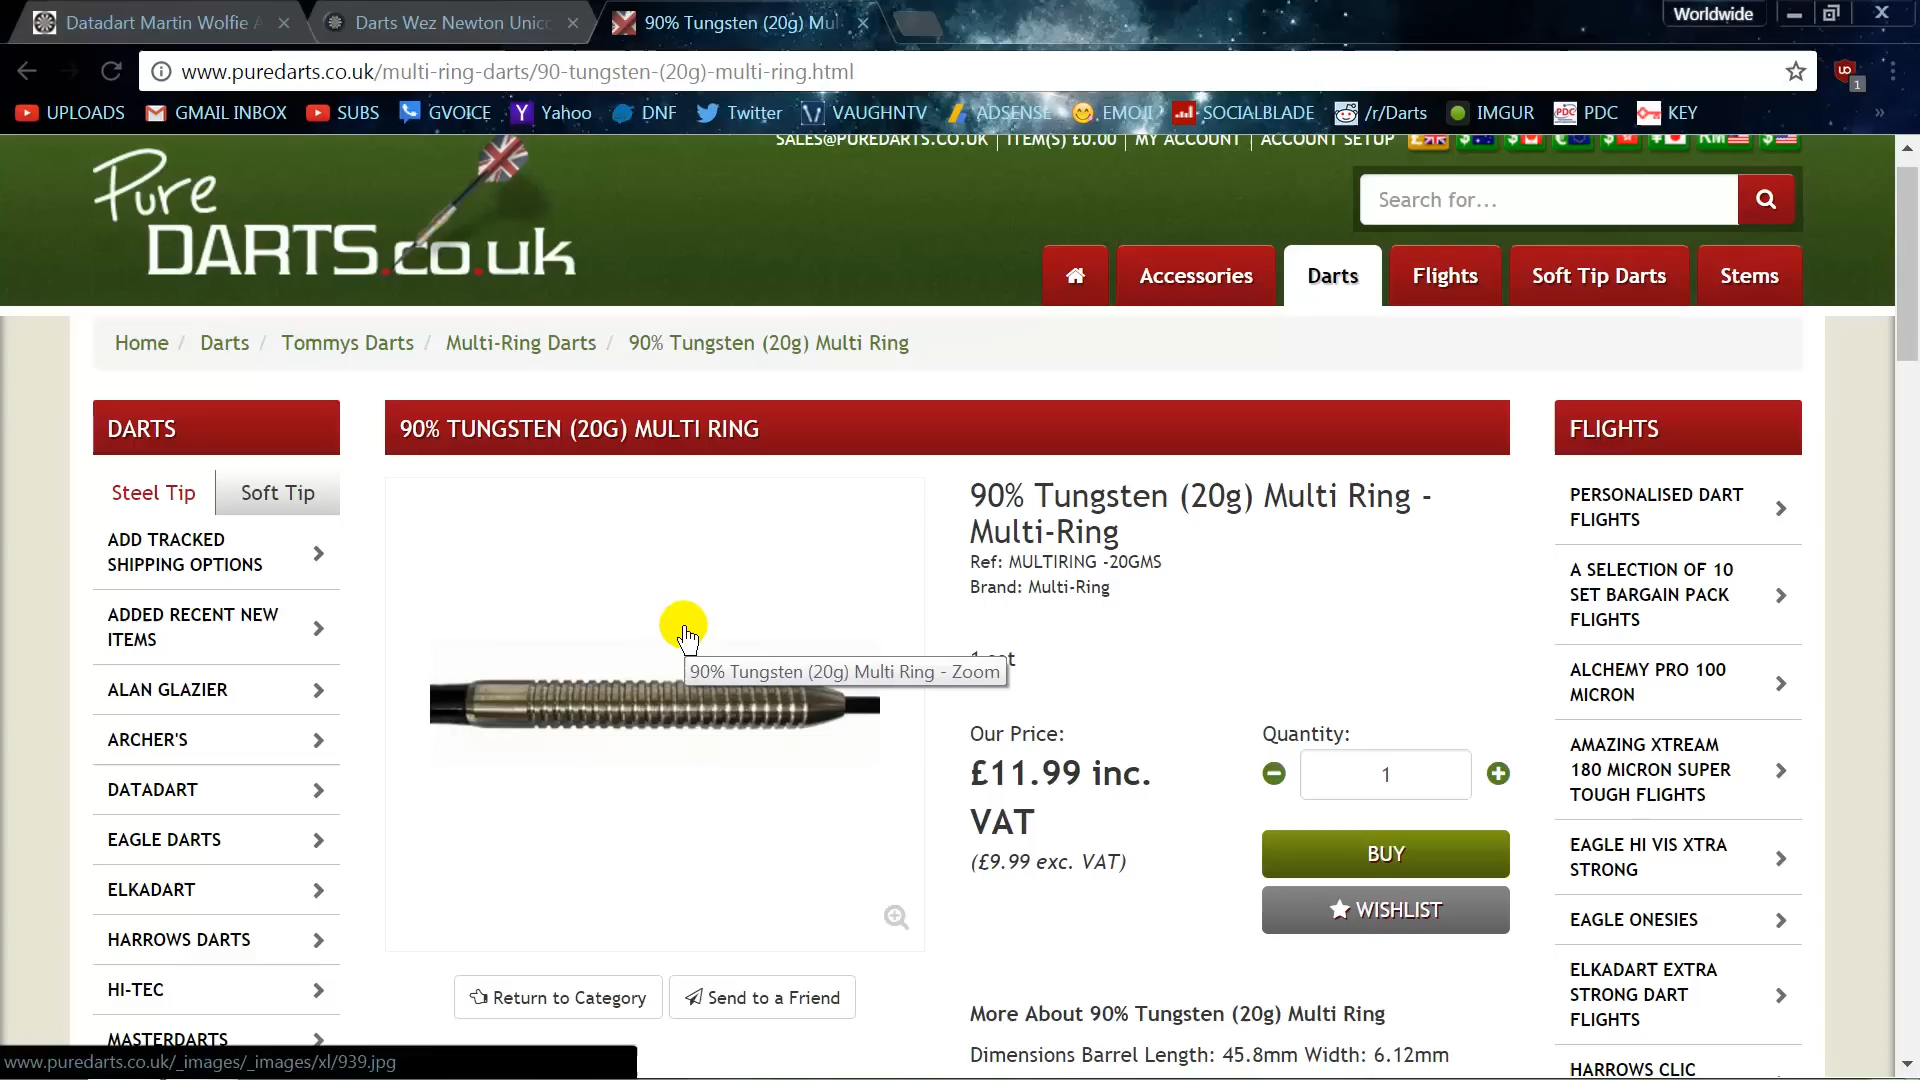 Datadart Martin Wolfie
Darts Wez Newton Unico
90% Tungsten (20g) Mul
Worldwide
www.puredarts.co.uk/multi-ring-darts/90-tungsten-(20g)-multi-ring.html
1
UPLOADS GMAIL INBOX SUBS GVOICE Yahoo DNF Twitter VAUGHNTV ADSENSE EMOJI SOCIALBLADE /r/Darts IMGUR PDC KEY
SALES@PUREDARTS.CO.UK | ITEM(S) £0.00 | MY ACCOUNT | ACCOUNT SETUP
Pure
DARTS.co.uk
Search for...
Accessories Darts Flights Soft Tip Darts Stems
Home / Darts / Tommys Darts / Multi-Ring Darts / 90% Tungsten (20g) Multi Ring
DARTS
Steel Tip Soft Tip
ADD TRACKED
SHIPPING OPTIONS
ADDED RECENT NEW
ITEMS
ALAN GLAZIER
ARCHER'S
DATADART
EAGLE DARTS
ELKADART
HARROWS DARTS
HI-TEC
MASTERDARTS
90% TUNGSTEN (20G) MULTI RING
90% Tungsten (20g) Multi Ring - Zoom
Return to Category
Send to a Friend
90% Tungsten (20g) Multi Ring -
Multi-Ring
Ref: MULTIRING -20GMS
Brand: Multi-Ring
Our Price:
£11.99 inc.
VAT
(£9.99 exc. VAT)
Quantity:
1
BUY
WISHLIST
More About 90% Tungsten (20g) Multi Ring
Dimensions Barrel Length: 45.8mm Width: 6.12mm
FLIGHTS
PERSONALISED DART
FLIGHTS
A SELECTION OF 10
SET BARGAIN PACK
FLIGHTS
ALCHEMY PRO 100
MICRON
AMAZING XTREAM
180 MICRON SUPER
TOUGH FLIGHTS
EAGLE HI VIS XTRA
STRONG
EAGLE ONESIES
ELKADART EXTRA
STRONG DART
FLIGHTS
HARROWS CLIC
www.puredarts.co.uk/_images/_images/xl/939.jpg